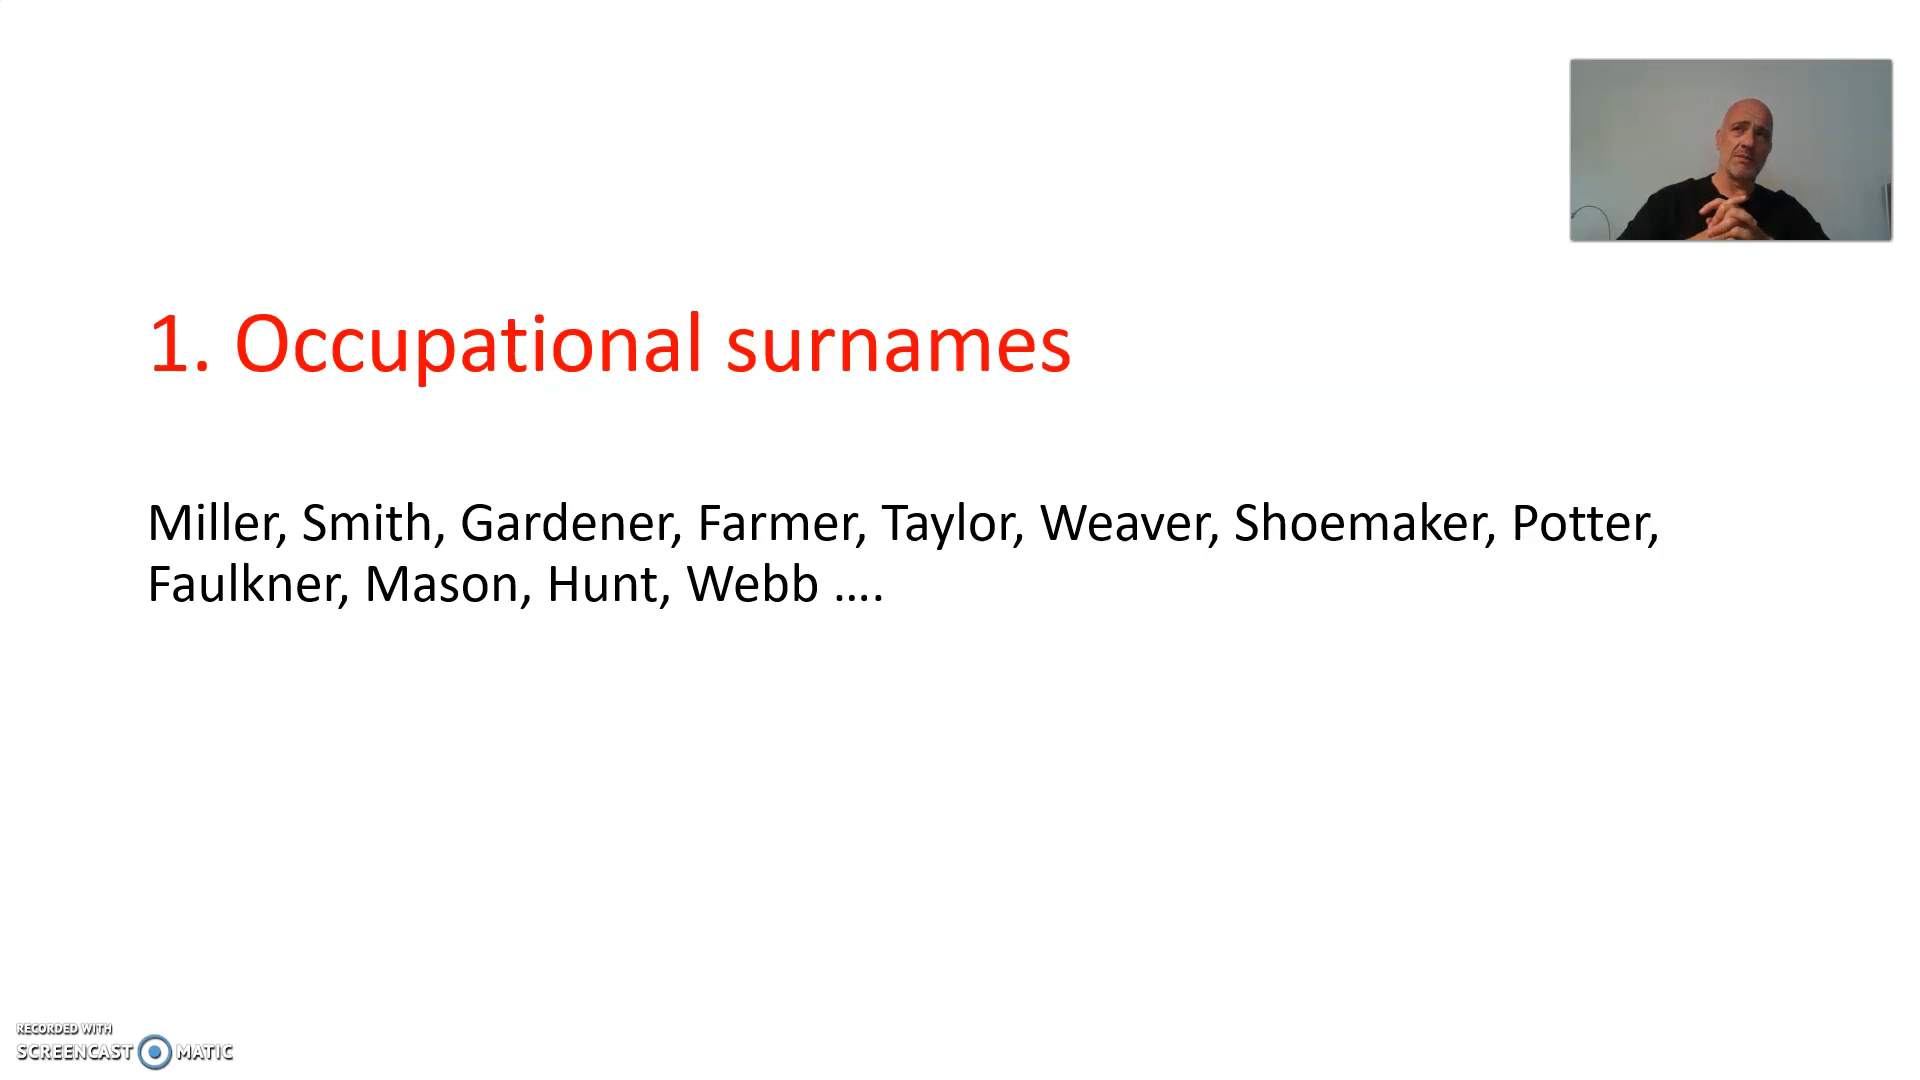 1. Occupational surnames
Miller, Smith, Gardener, Farmer, Taylor, Weaver, Shoemaker, Potter,
Faulkner, Mason, Hunt, Webb ....
RECORDED WITH
SCREENCAST MATIC